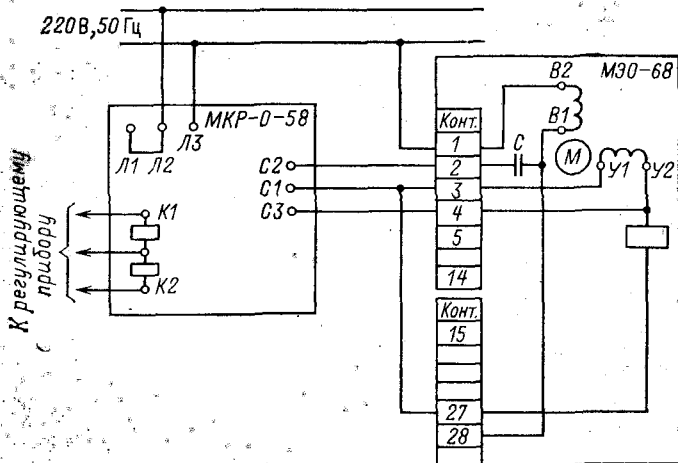 220В,50 Гц
МКР-0-58
Л1 Л2 Л3
С2
С1
С3
К1
К2
К регулирующему
прибору
МЭО-68
В2
В1
Конт.
1
2
3
4
5
14
С
М
У1 У2
Конт.
15
27
28